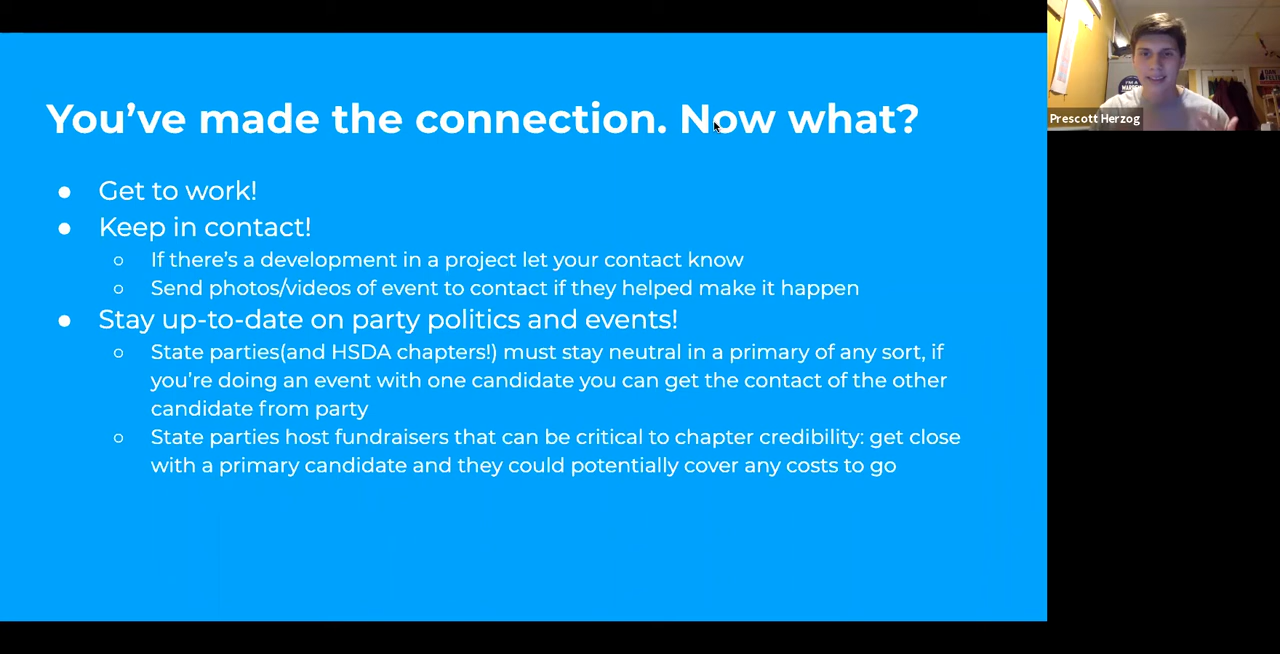 You've made the connection. Now what?
● Get to work!
● Keep in contact!
○ If there's a development in a project let your contact know
○ Send photos/videos of event to contact if they helped make it happen
● Stay up-to-date on party politics and events!
○ State parties(and HSDA chapters!) must stay neutral in a primary of any sort, if
you're doing an event with one candidate you can get the contact of the other
candidate from party
○ State parties host fundraisers that can be critical to chapter credibility: get close
with a primary candidate and they could potentially cover any costs to go
Prescott Herzog